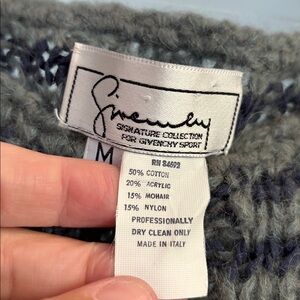 Givenchy
SIGNATURE COLLECTION
FOR GIVENCHY SPORT
M
RN 84692
50% COTTON
20% ACRYLIC
15% MOHAIR
15% NYLON
PROFESSIONALLY
DRY CLEAN ONLY
MADE IN ITALY